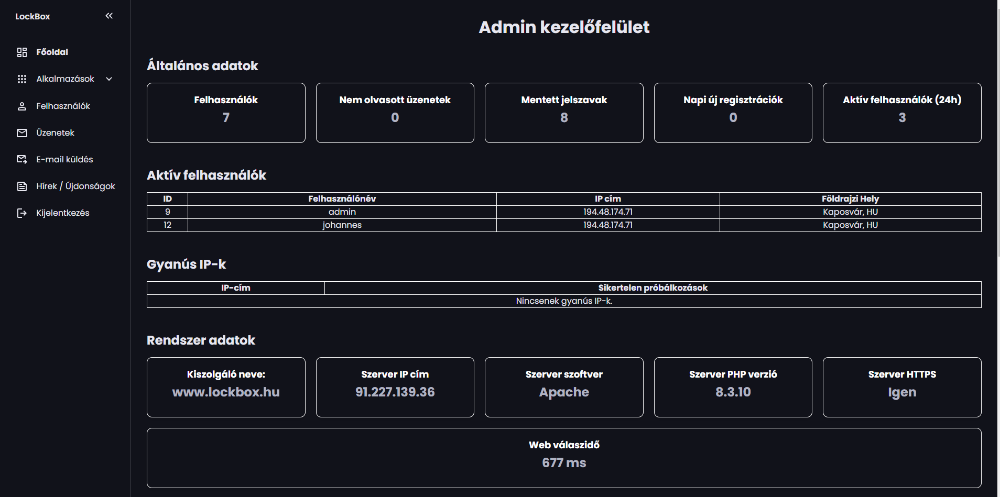 LockBox
Főoldal
Alkalmazások
Felhasználók
Üzenetek
E-mail küldés
Hírek / Újdonságok
Kijelentkezés
Admin kezelőfelület
Általános adatok
Felhasználók
7
Nem olvasott üzenetek
0
Mentett jelszavak
8
Napi új regisztrációk
0
Aktív felhasználók (24h)
3
Aktív felhasználók
ID Felhasználónév IP cím Földrajzi Hely
9 admin 194.48.174.71 Kaposvár, HU
12 johannes 194.48.174.71 Kaposvár, HU
Gyanús IP-k
IP-cím Sikertelen próbálkozások
Nincsenek gyanús IP-k.
Rendszer adatok
Kiszolgáló neve:
www.lockbox.hu
Szerver IP cím
91.227.139.36
Szerver szoftver
Apache
Szerver PHP verzió
8.3.10
Szerver HTTPS
Igen
Web válaszidő
677 ms